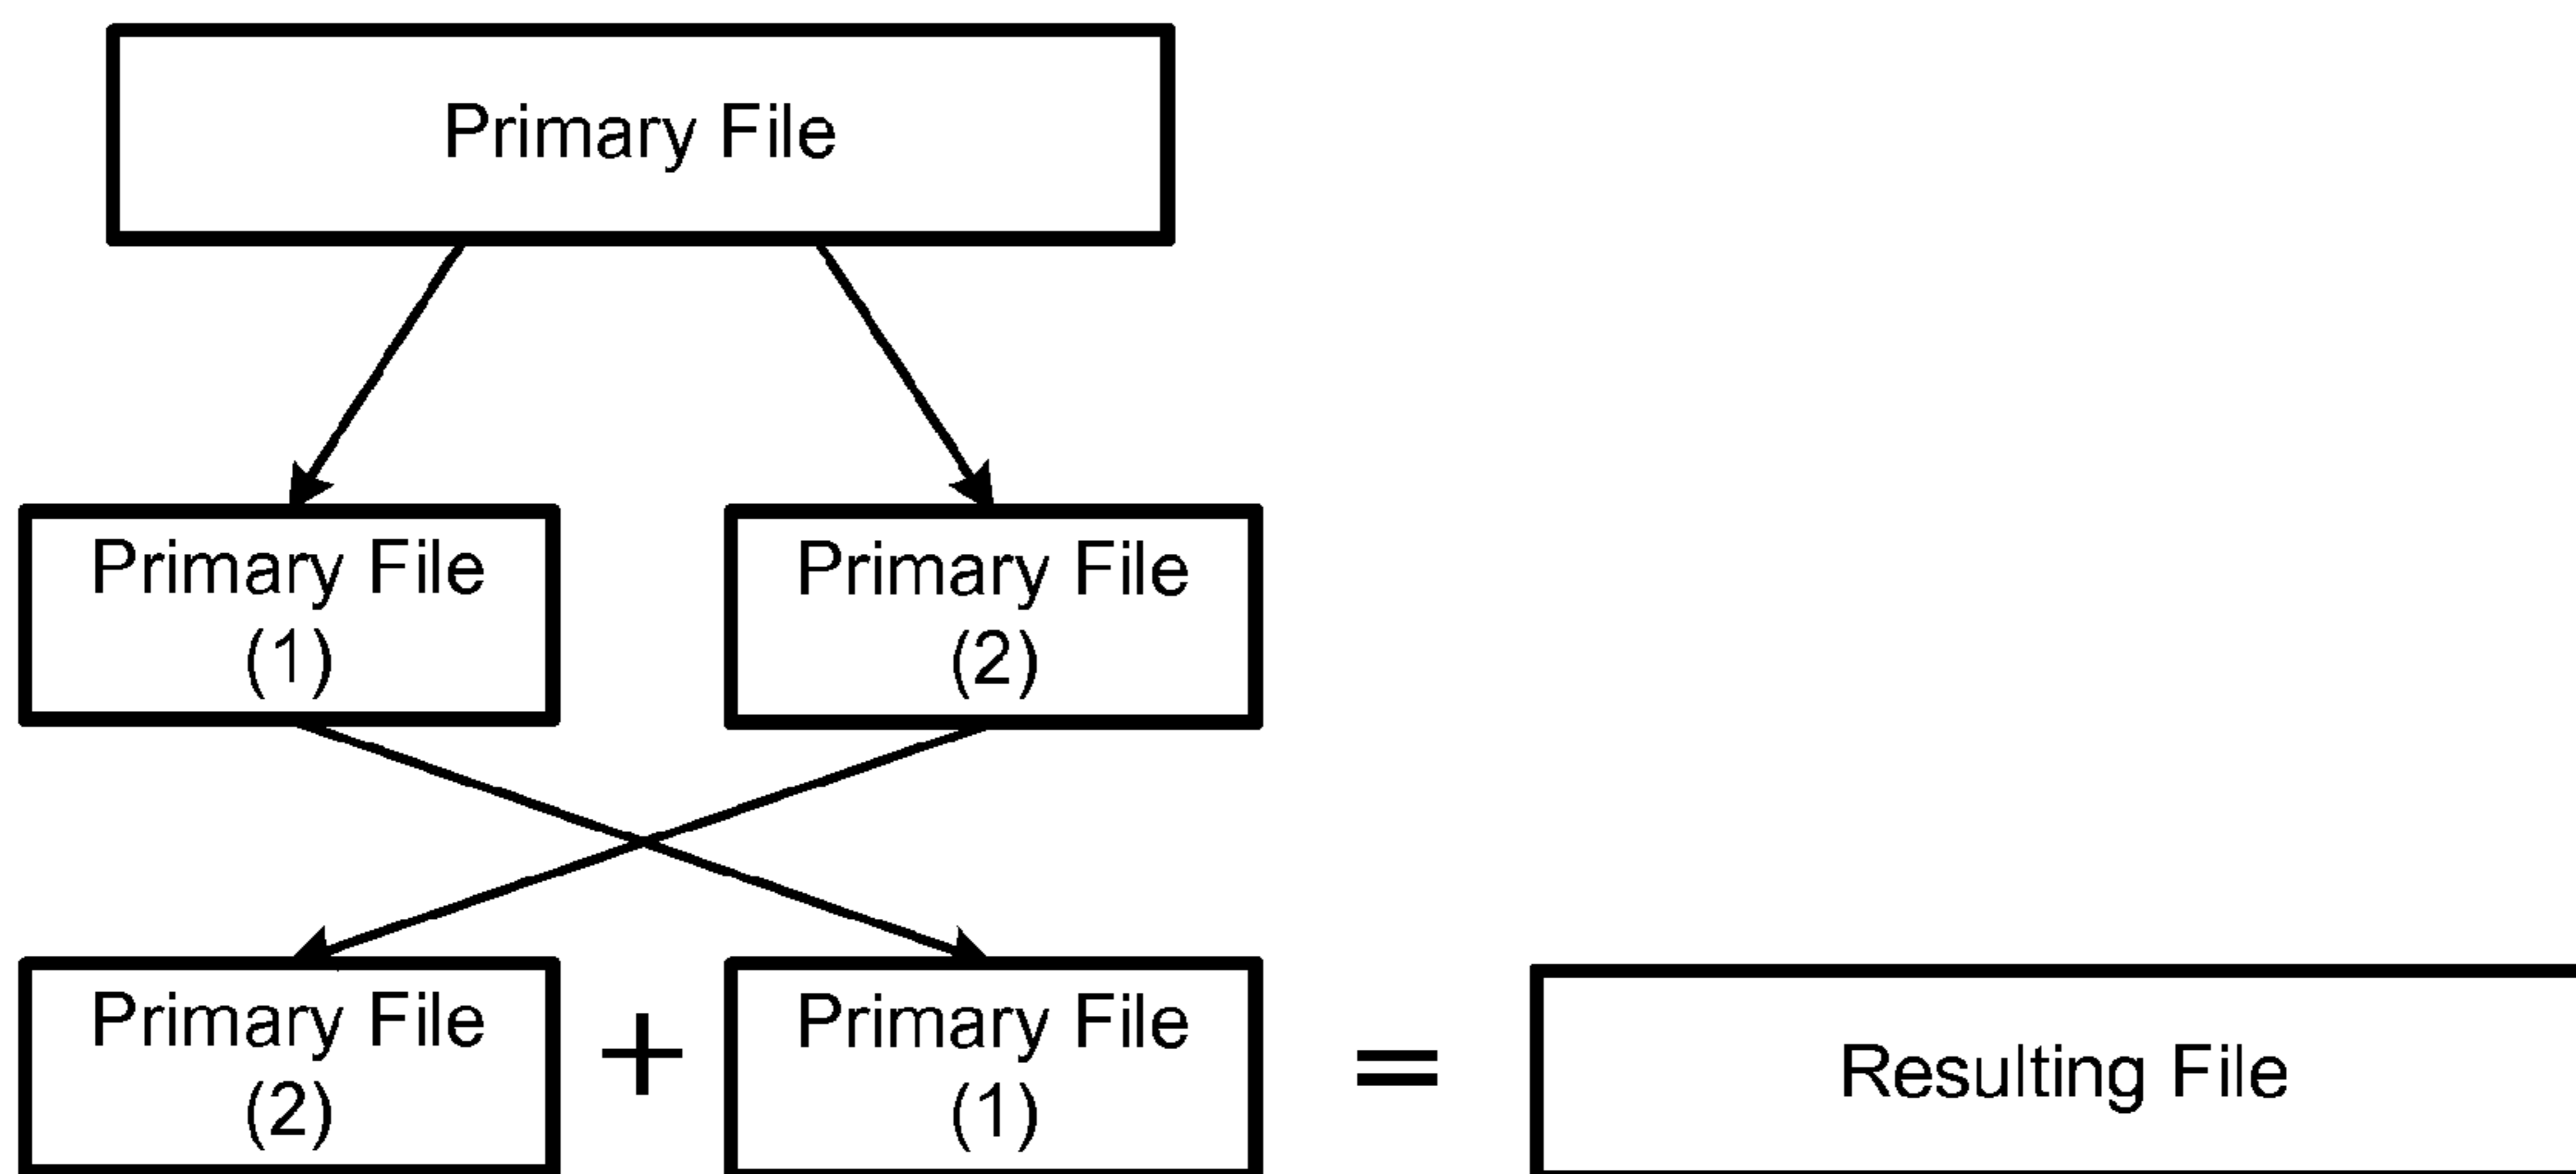 Primary File
Primary File
(1)
Primary File
(2)
Primary File
(2)
+
Primary File
(1)
=
Resulting File